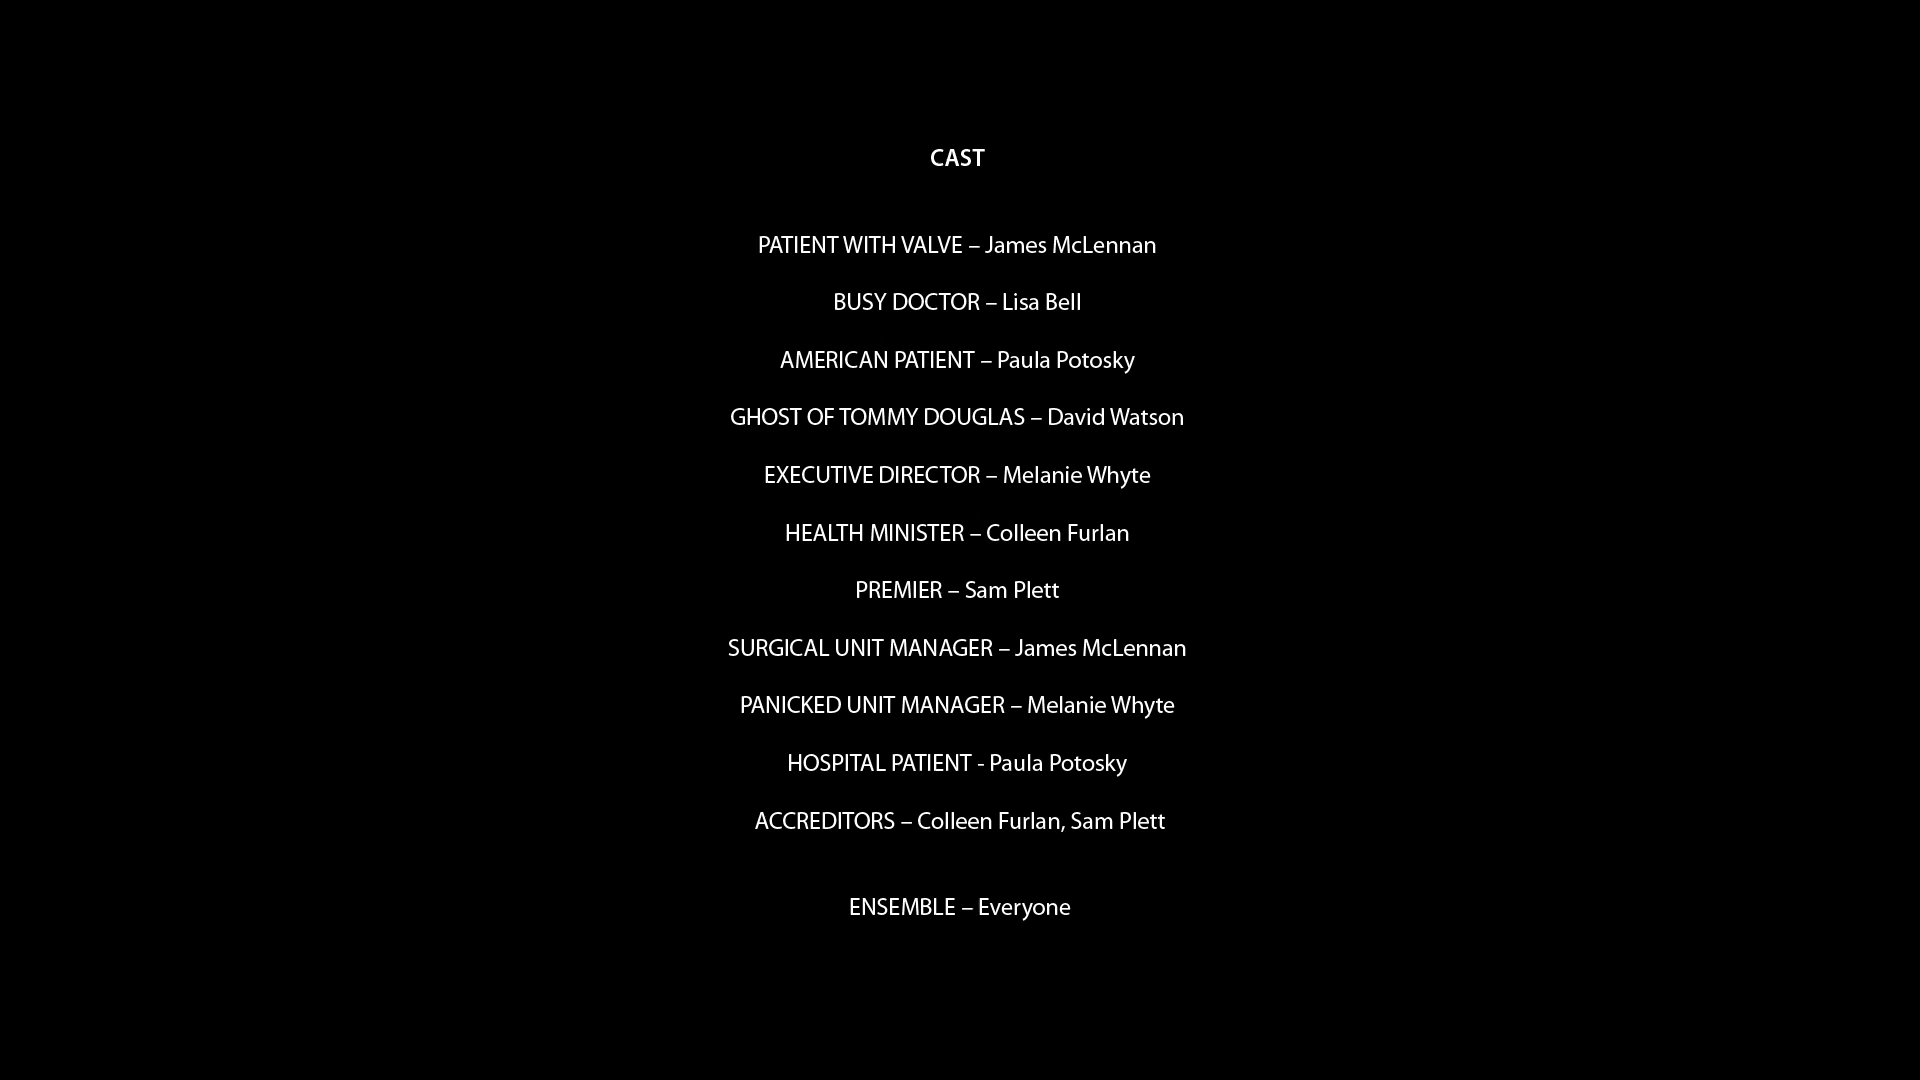 CAST
PATIENT WITH VALVE – James McLennan
BUSY DOCTOR – Lisa Bell
AMERICAN PATIENT – Paula Potosky
GHOST OF TOMMY DOUGLAS – David Watson
EXECUTIVE DIRECTOR – Melanie Whyte
HEALTH MINISTER – Colleen Furlan
PREMIER – Sam Plett
SURGICAL UNIT MANAGER – James McLennan
PANICKED UNIT MANAGER – Melanie Whyte
HOSPITAL PATIENT - Paula Potosky
ACCREDITORS – Colleen Furlan, Sam Plett
ENSEMBLE – Everyone